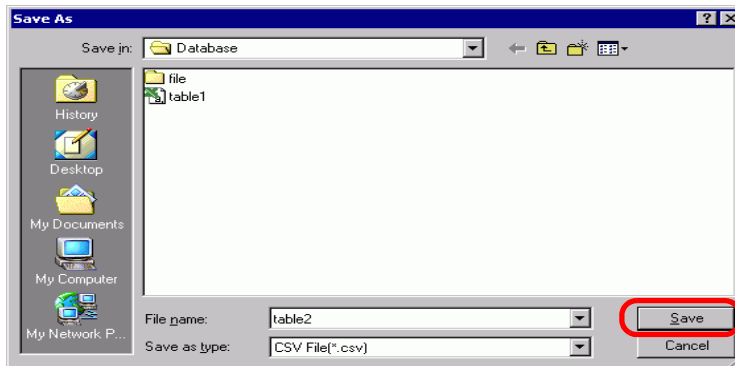 Save As
Save in: Database
file
table1
History
Desktop
My Documents
My Computer
My Network P...
File name: table2 Save
Save as type: CSV File(*.csv) Cancel